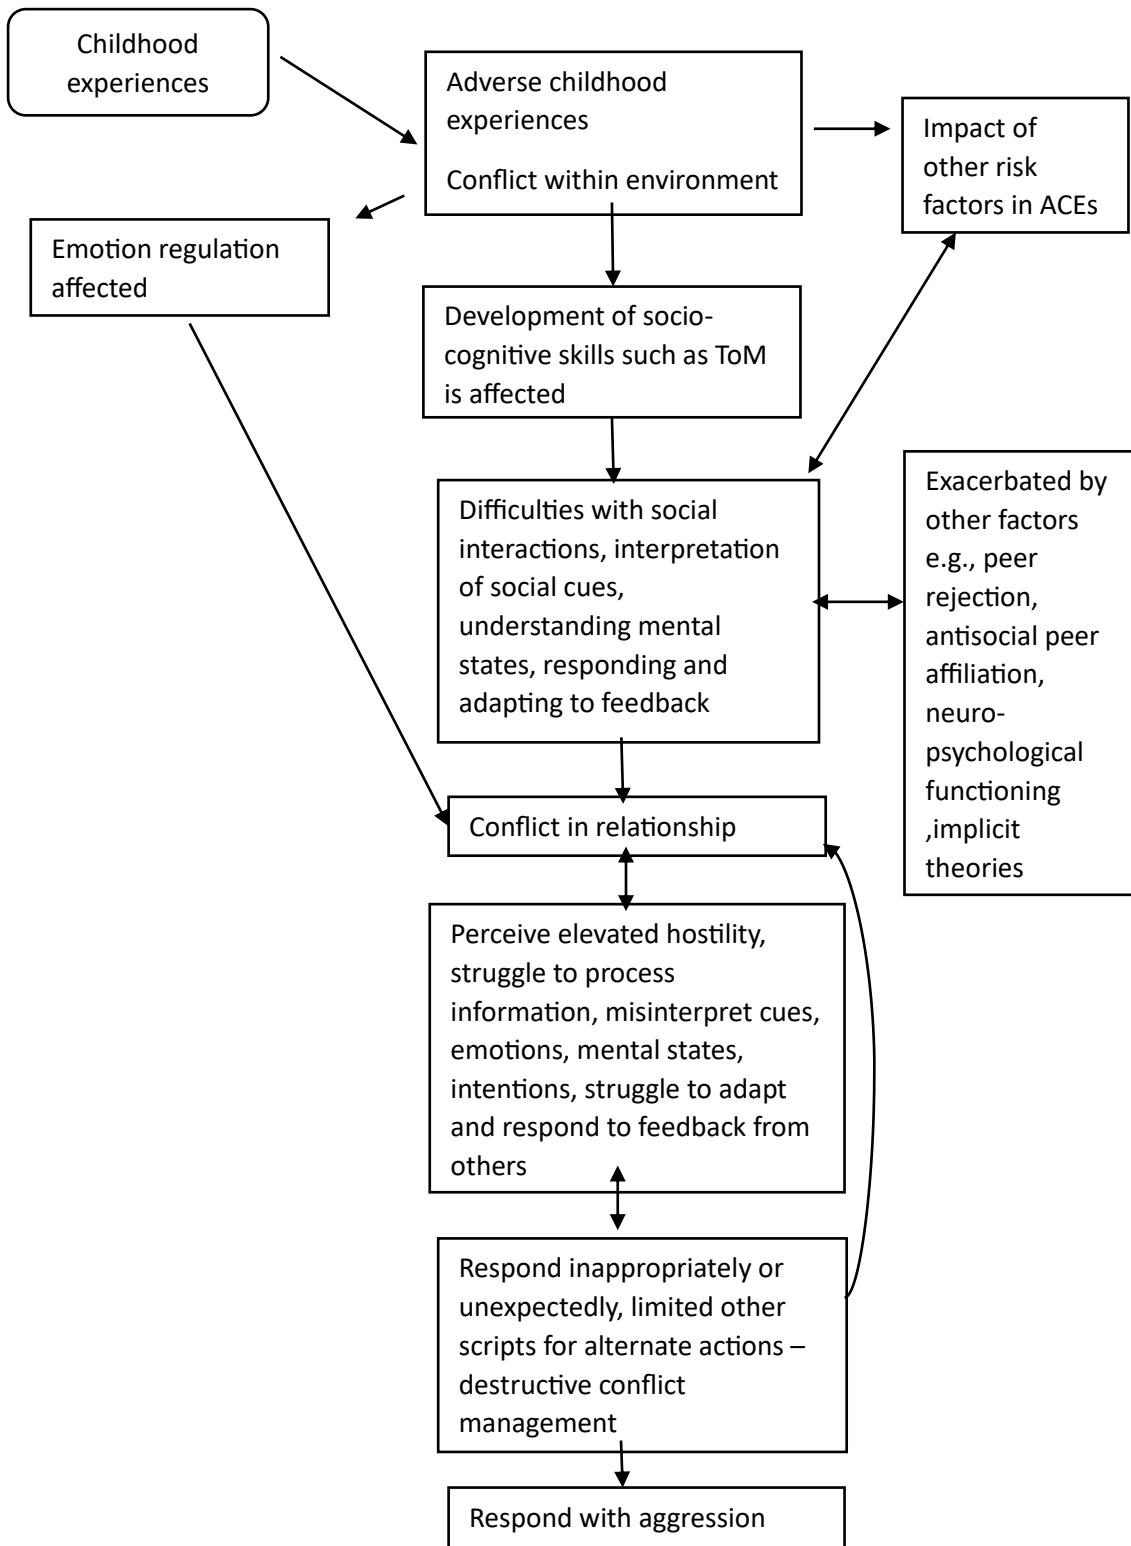 Childhood
experiences
Adverse childhood
experiences
Conflict within environment
Impact of
other risk
factors in ACEs
Emotion regulation
affected
Development of socio-
cognitive skills such as ToM
is affected
Difficulties with social
interactions, interpretation
of social cues,
understanding mental
states, responding and
adapting to feedback
Exacerbated by
other factors
e.g., peer
rejection,
antisocial peer
affiliation,
neuro-
psychological
functioning
,implicit
theories
Conflict in relationship
Perceive elevated hostility,
struggle to process
information, misinterpret cues,
emotions, mental states,
intentions, struggle to adapt
and respond to feedback from
others
Respond inappropriately or
unexpectedly, limited other
scripts for alternate actions –
destructive conflict
management
Respond with aggression